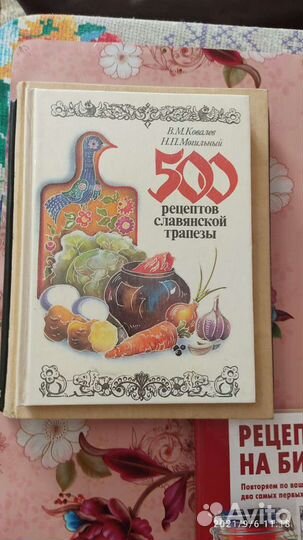 В.М.Ковалев
Н.П.Могильный
500
рецептов
славянской
трапезы
РЕЦЕП
НА БИ
Повторяем по ваш
два самых первых
Avito
2021/9/6 11:18